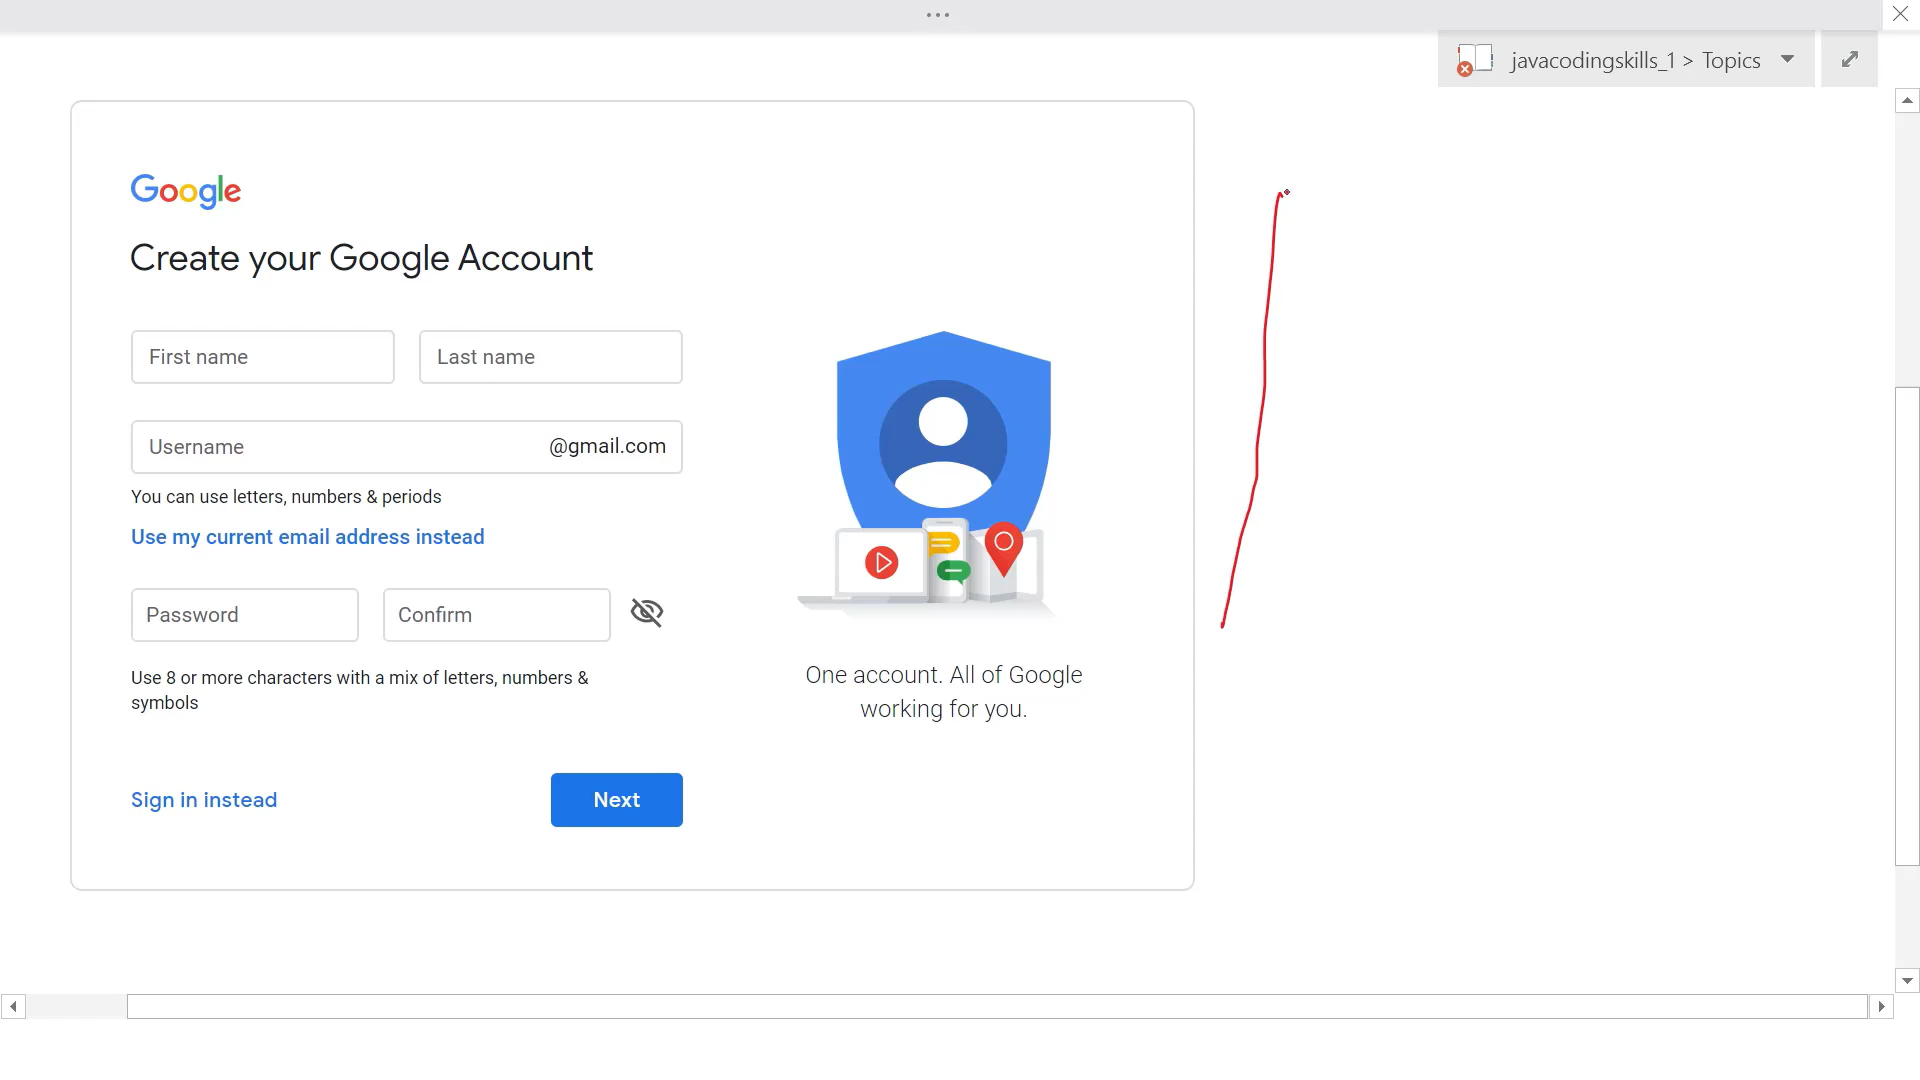 ...
javacodingskills_1 > Topics
Google
Create your Google Account
First name
Last name
Username
@gmail.com
You can use letters, numbers & periods
Use my current email address instead
Password
Confirm
Use 8 or more characters with a mix of letters, numbers &
symbols
Sign in instead
Next
One account. All of Google
working for you.